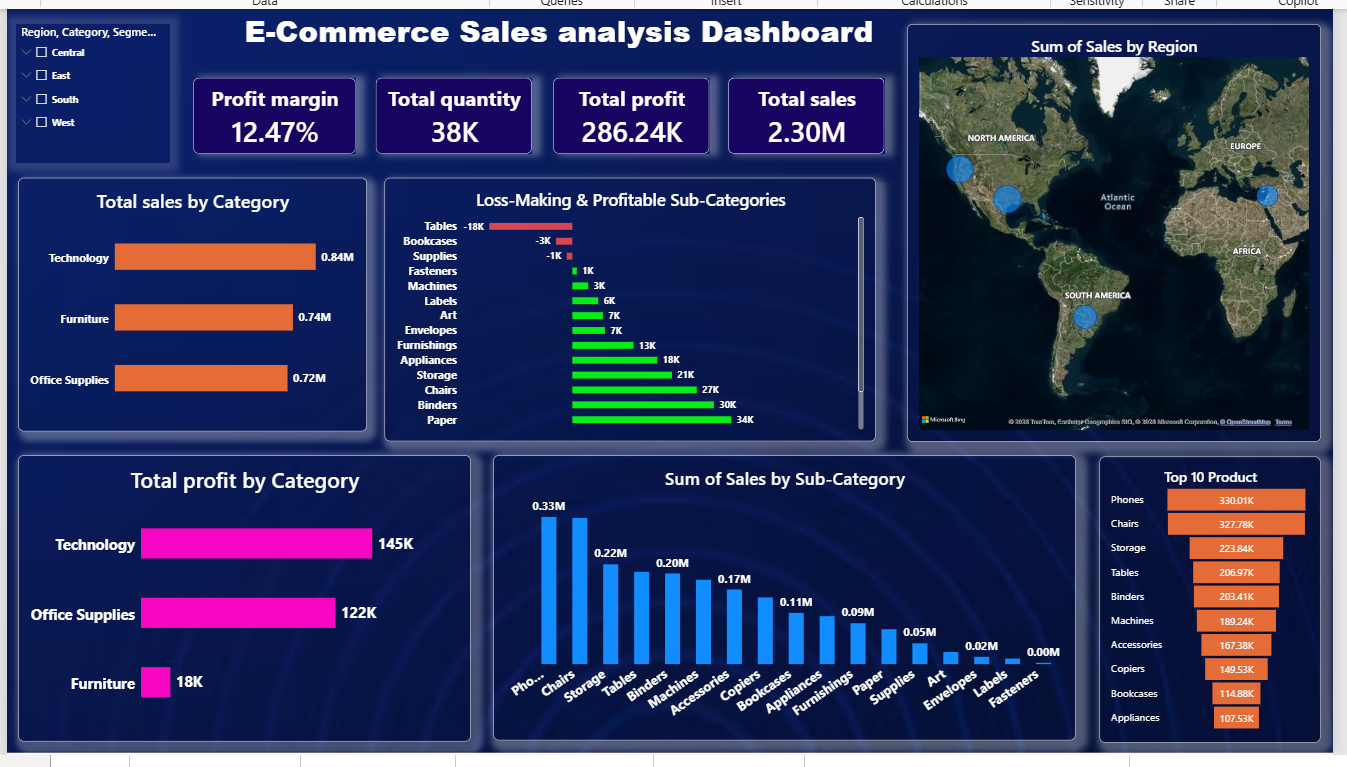 Data Queries Insert Calculations Sensitivity Share Copilot
Region, Category, Segme...
Central
East
South
West
E-Commerce Sales analysis Dashboard
Profit margin
12.47%
Total quantity
38K
Total profit
286.24K
Total sales
2.30M
Sum of Sales by Region
NORTH AMERICA
EUROPE
Atlantic
Ocean
AFRICA
SOUTH AMERICA
Microsoft Bing
© OpenStreetMap Terms
Total sales by Category
Technology 0.84M
Furniture 0.74M
Office Supplies 0.72M
Loss-Making & Profitable Sub-Categories
Tables -18K
Bookcases -3K
Supplies -1K
Fasteners 1K
Machines 3K
Labels 6K
Art 7K
Envelopes 7K
Furnishings 13K
Appliances 18K
Storage 21K
Chairs 27K
Binders 30K
Paper 34K
Total profit by Category
Technology 145K
Office Supplies 122K
Furniture 18K
Sum of Sales by Sub-Category
0.33M
0.22M
0.20M
0.17M
0.11M
0.09M
0.05M
0.02M
0.00M
Pho...
Chairs
Storage
Tables
Binders
Machines
Accessories
Copiers
Bookcases
Appliances
Furnishings
Paper
Supplies
Art
Envelopes
Labels
Fasteners
Top 10 Product
Phones 330.01K
Chairs 327.78K
Storage 223.84K
Tables 206.97K
Binders 203.41K
Machines 189.24K
Accessories 167.38K
Copiers 149.53K
Bookcases 114.88K
Appliances 107.53K